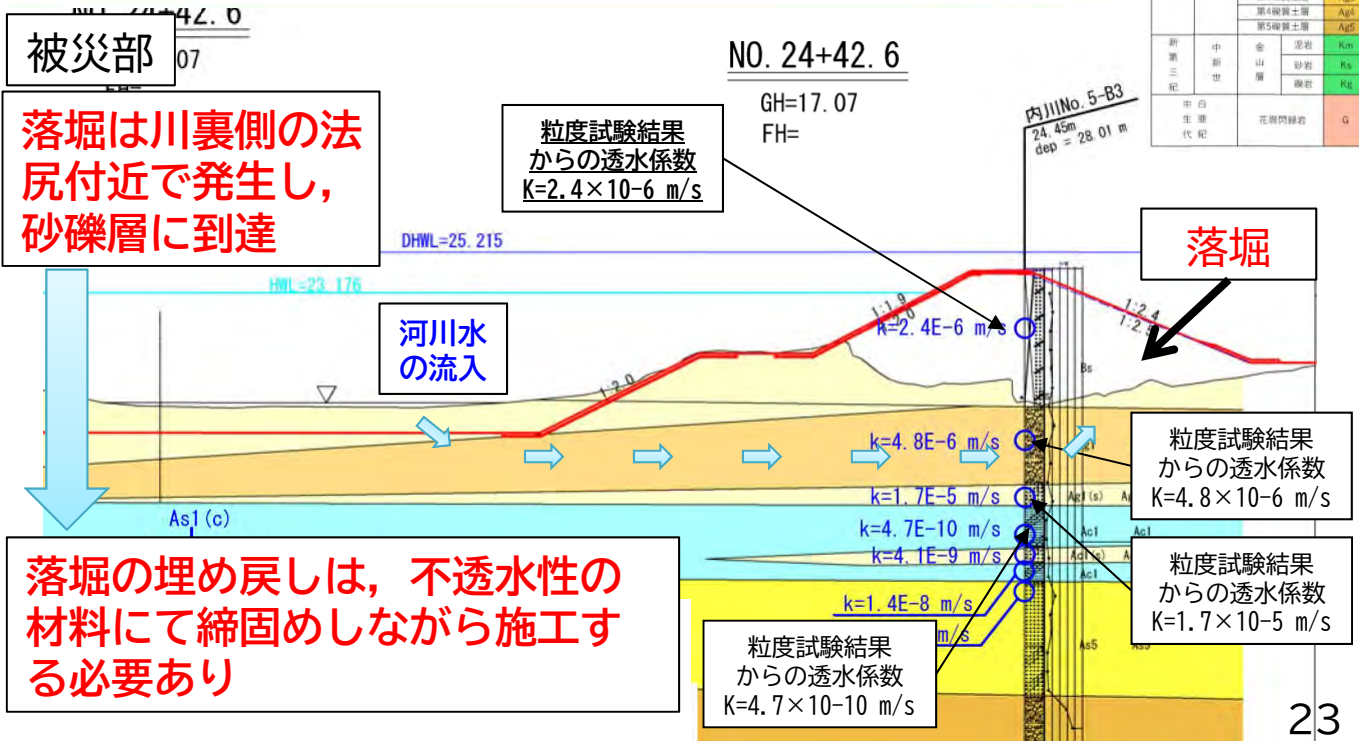 NO. 24+42.6
被災部
07
落堀は川裏側の法
尻付近で発生し，
砂礫層に到達
NO. 24+42.6
GH=17.07
FH=
粒度試験結果
からの透水係数
K=2.4×10-6 m/s
内川No.5-B3
24.45m
dep = 28.01 m
第4礫質土層 Ag4
第5礫質土層 Ag5
新第三紀 中新世 金山層 泥岩 Km
砂岩 Ks
礫岩 Kg
中生代 白亜紀 花崗閃緑岩 G
DHWL=25.215
HWL=23.176
河川水
の流入
落堀
1:1.9
1:2.4
k=2.4E-6 m/s
1:2.0
Bs
k=4.8E-6 m/s
粒度試験結果
からの透水係数
K=4.8×10-6 m/s
k=1.7E-5 m/s
Ag1(s)
As1(c)
k=4.7E-10 m/s
Ac1 Ac1
k=4.1E-9 m/s
Ac1(s)
Ac1
粒度試験結果
からの透水係数
K=1.7×10-5 m/s
落堀の埋め戻しは，不透水性の
材料にて締固めしながら施工す
る必要あり
k=1.4E-8 m/s
m/s
As5
粒度試験結果
からの透水係数
K=4.7×10-10 m/s
23